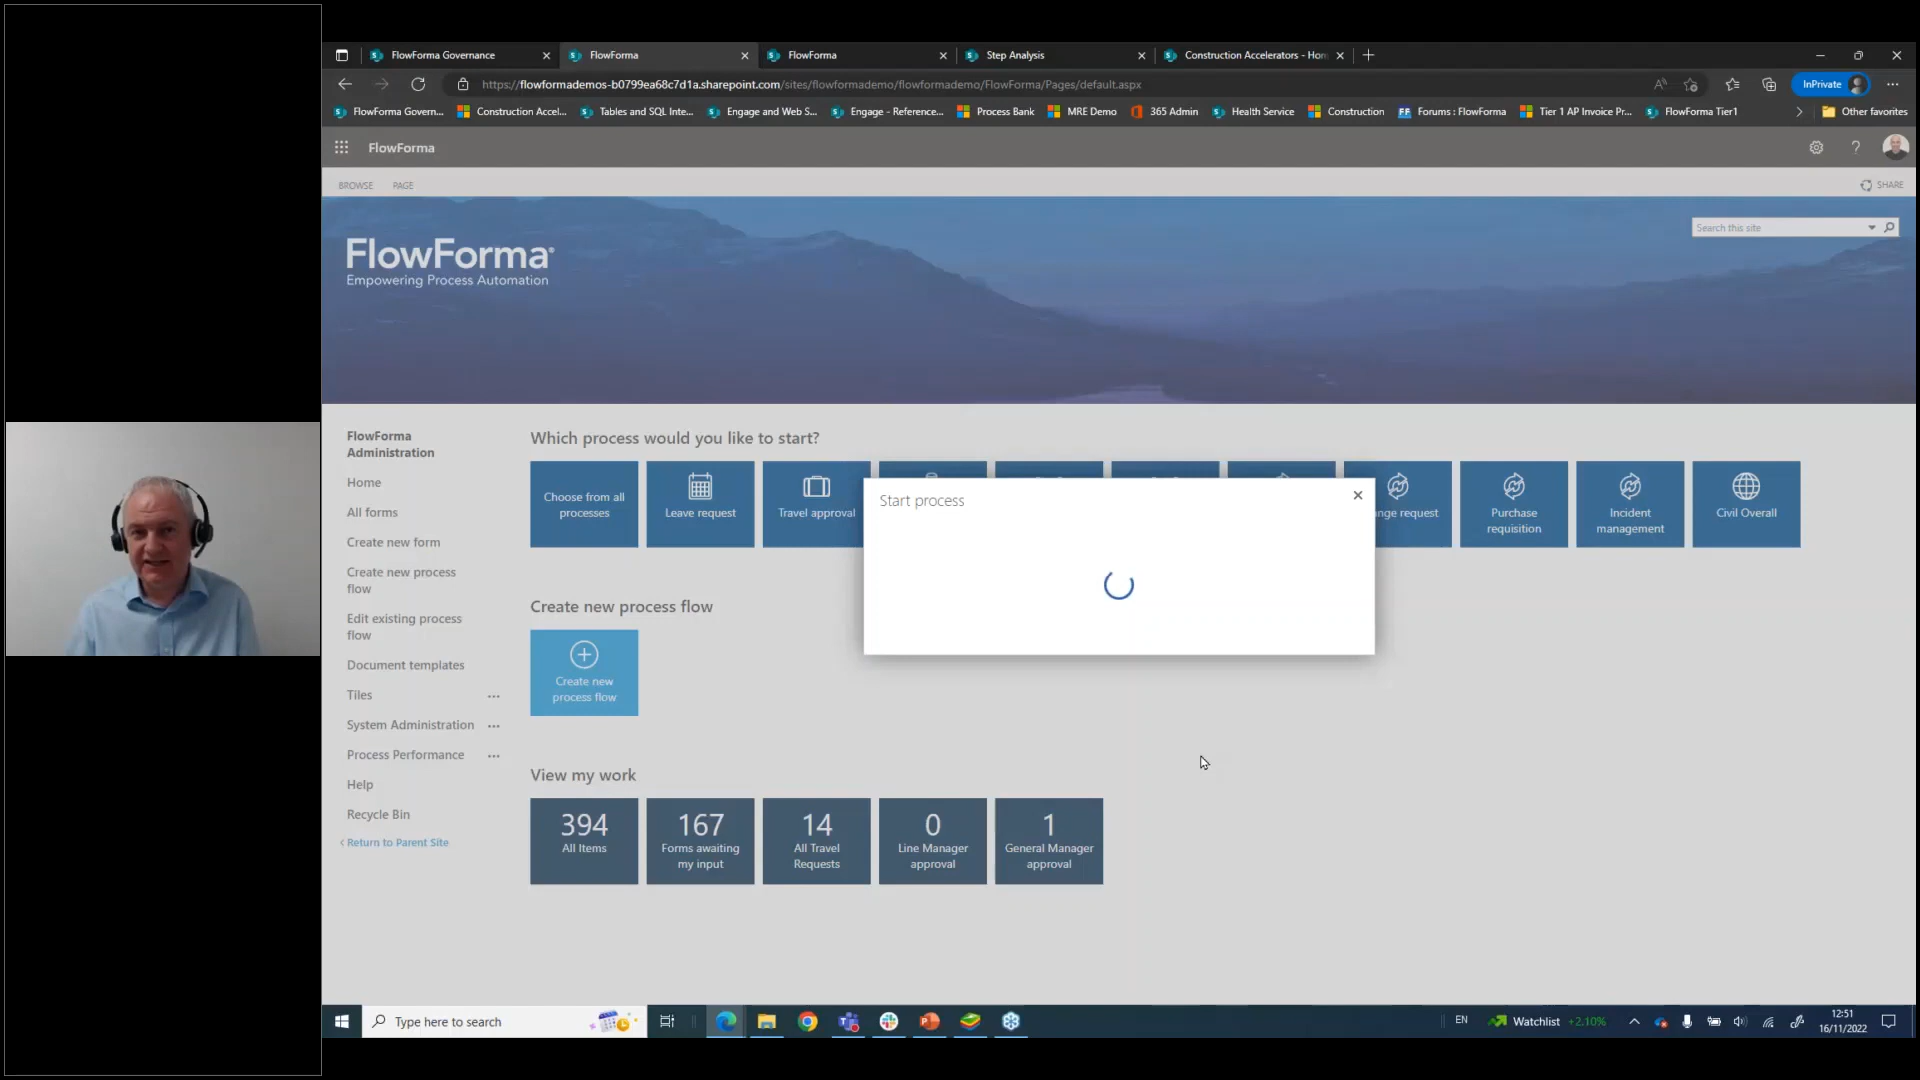 FlowForma Governance
FlowForma
FlowForma
Step Analysis
Construction Accelerators - Hom
https://flowformademos-b0799ea68c7d1a.sharepoint.com/sites/flowformademo/flowformademo/FlowForma/Pages/default.aspx
InPrivate
FlowForma Govern...
Construction Accel...
Tables and SQL Inte...
Engage and Web S...
Engage - Reference...
Process Bank
MRE Demo
365 Admin
Health Service
Construction
FF
Forums : FlowForma
Tier 1 AP Invoice Pr...
FlowForma Tier1
Other favorites
FlowForma
BROWSE
PAGE
SHARE
Search this site
FlowForma®
Empowering Process Automation
FlowForma
Administration
Home
All forms
Create new form
Create new process
flow
Edit existing process
flow
Document templates
Tiles
System Administration
Process Performance
Help
Recycle Bin
Return to Parent Site
Which process would you like to start?
Choose from all
processes
Leave request
Travel approval
nge request
Purchase
requisition
Incident
management
Civil Overall
Start process
Create new process flow
Create new
process flow
View my work
394
All Items
167
Forms awaiting
my input
14
All Travel
Requests
0
Line Manager
approval
1
General Manager
approval
Type here to search
EN
Watchlist +2.10%
12:51
16/11/2022